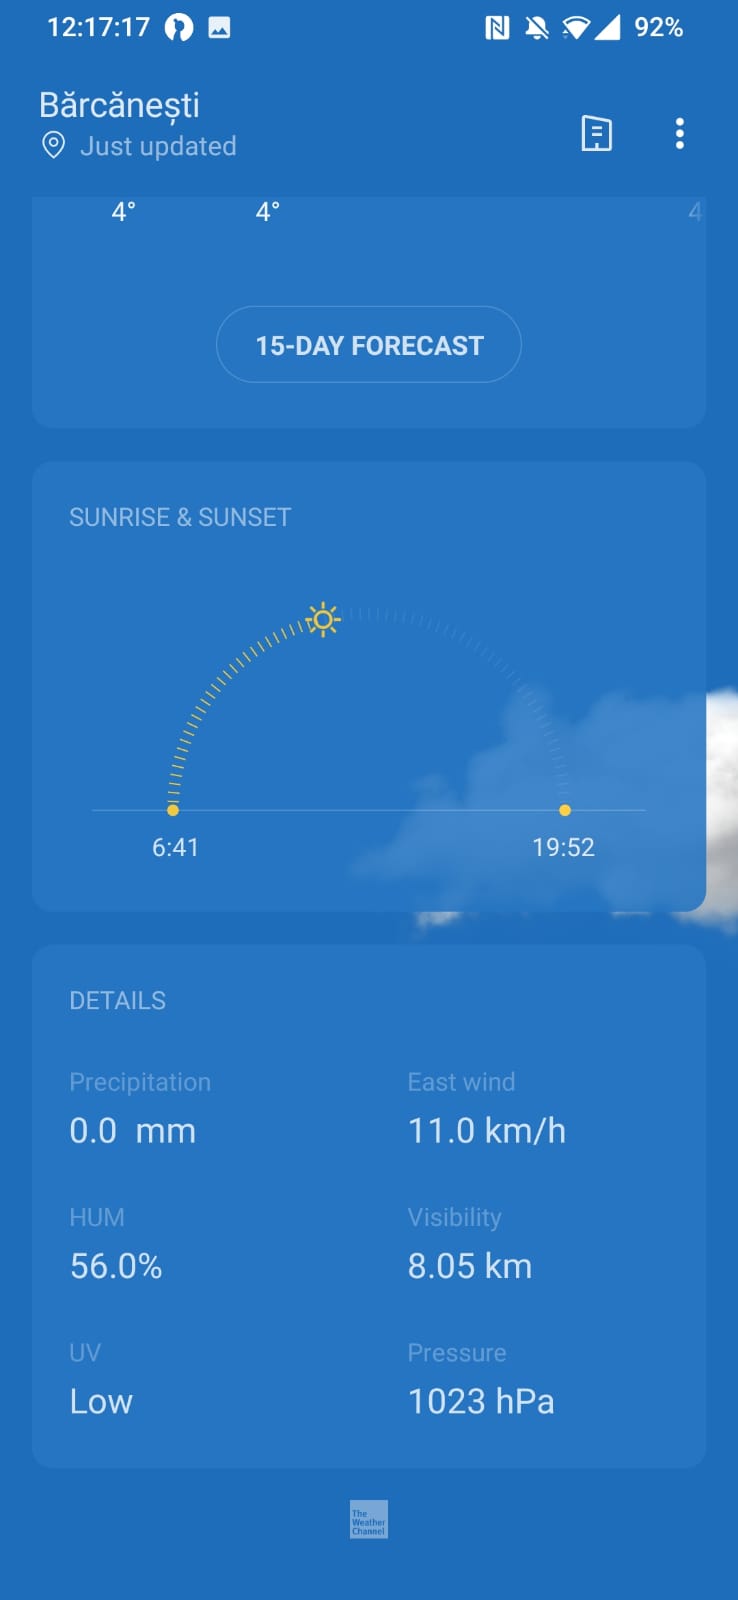 12:17:17 92%
Bărcănești
Just updated
4° 4° 4
15-DAY FORECAST
SUNRISE & SUNSET
6:41 19:52
DETAILS
Precipitation East wind
0.0 mm 11.0 km/h
HUM Visibility
56.0% 8.05 km
UV Pressure
Low 1023 hPa
The
Weather
Channel